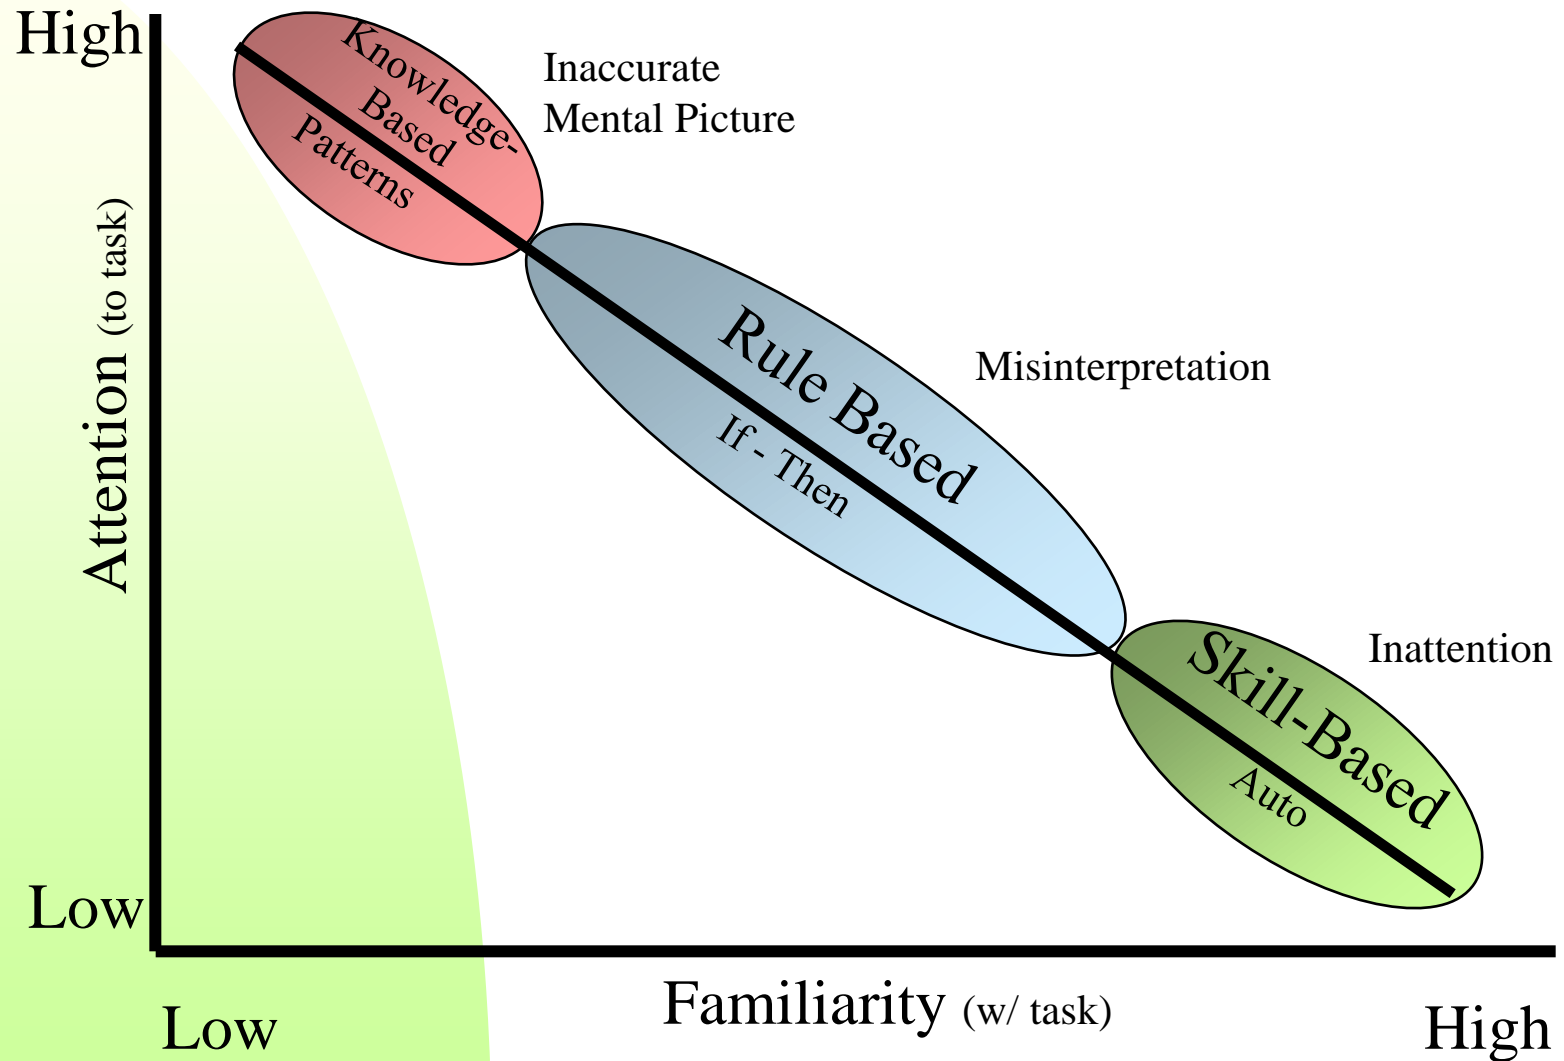 High
Knowledge-
Based
Patterns
Inaccurate
Mental Picture
Attention (to task)
Rule Based
If - Then
Misinterpretation
Skill-Based
Auto
Inattention
Low
Low
Familiarity (w/ task)
High